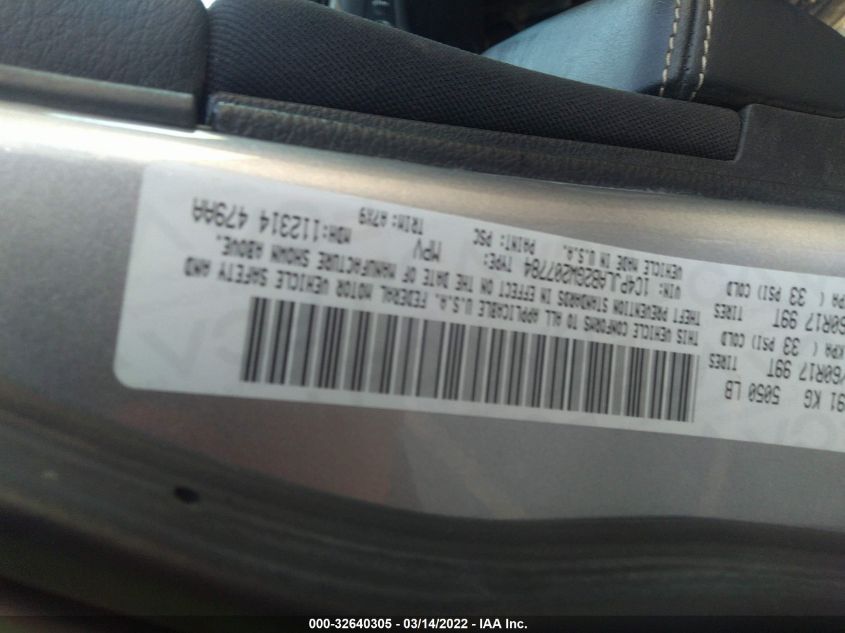 91 KG 5050 LB
/60R17 99T TIRES
KPA ( 33 PSI) COLD
60R17 99T TIRES
KPA ( 33 PSI) COLD
THIS VEHICLE CONFORMS TO ALL APPLICABLE U.S.A. FEDERAL MOTOR VEHICLE SAFETY AND
THEFT PREVENTION STANDARDS IN EFFECT ON THE DATE OF MANUFACTURE SHOWN ABOVE.
VIN: 1C4PJLAB2GW207784 TYPE: MPV MDH:112314 479AA
VEHICLE MADE IN U.S.A. PAINT: PSC TRIM: A7X9
000-32640305 - 03/14/2022 - IAA Inc.